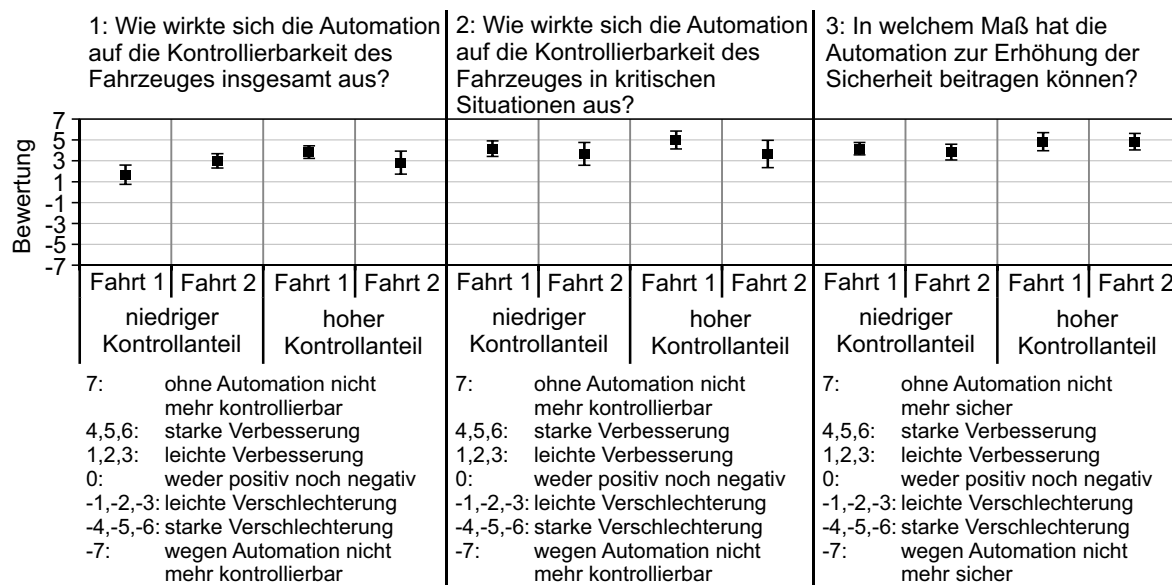 1: Wie wirkte sich die Automation
auf die Kontrollierbarkeit des
Fahrzeuges insgesamt aus?
2: Wie wirkte sich die Automation
auf die Kontrollierbarkeit des
Fahrzeuges in kritischen
Situationen aus?
3: In welchem Maß hat die
Automation zur Erhöhung der
Sicherheit beitragen können?
Bewertung
7
5
3
1
-1
-3
-5
-7
Fahrt 1 Fahrt 2 Fahrt 1 Fahrt 2
niedriger
Kontrollanteil
hoher
Kontrollanteil
Fahrt 1 Fahrt 2 Fahrt 1 Fahrt 2
niedriger
Kontrollanteil
hoher
Kontrollanteil
Fahrt 1 Fahrt 2 Fahrt 1 Fahrt 2
niedriger
Kontrollanteil
hoher
Kontrollanteil
7: ohne Automation nicht
mehr kontrollierbar
4,5,6: starke Verbesserung
1,2,3: leichte Verbesserung
0: weder positiv noch negativ
-1,-2,-3: leichte Verschlechterung
-4,-5,-6: starke Verschlechterung
-7: wegen Automation nicht
mehr kontrollierbar
7: ohne Automation nicht
mehr kontrollierbar
4,5,6: starke Verbesserung
1,2,3: leichte Verbesserung
0: weder positiv noch negativ
-1,-2,-3: leichte Verschlechterung
-4,-5,-6: starke Verschlechterung
-7: wegen Automation nicht
mehr kontrollierbar
7: ohne Automation nicht
mehr sicher
4,5,6: starke Verbesserung
1,2,3: leichte Verbesserung
0: weder positiv noch negativ
-1,-2,-3: leichte Verschlechterung
-4,-5,-6: starke Verschlechterung
-7: wegen Automation nicht
mehr sicher